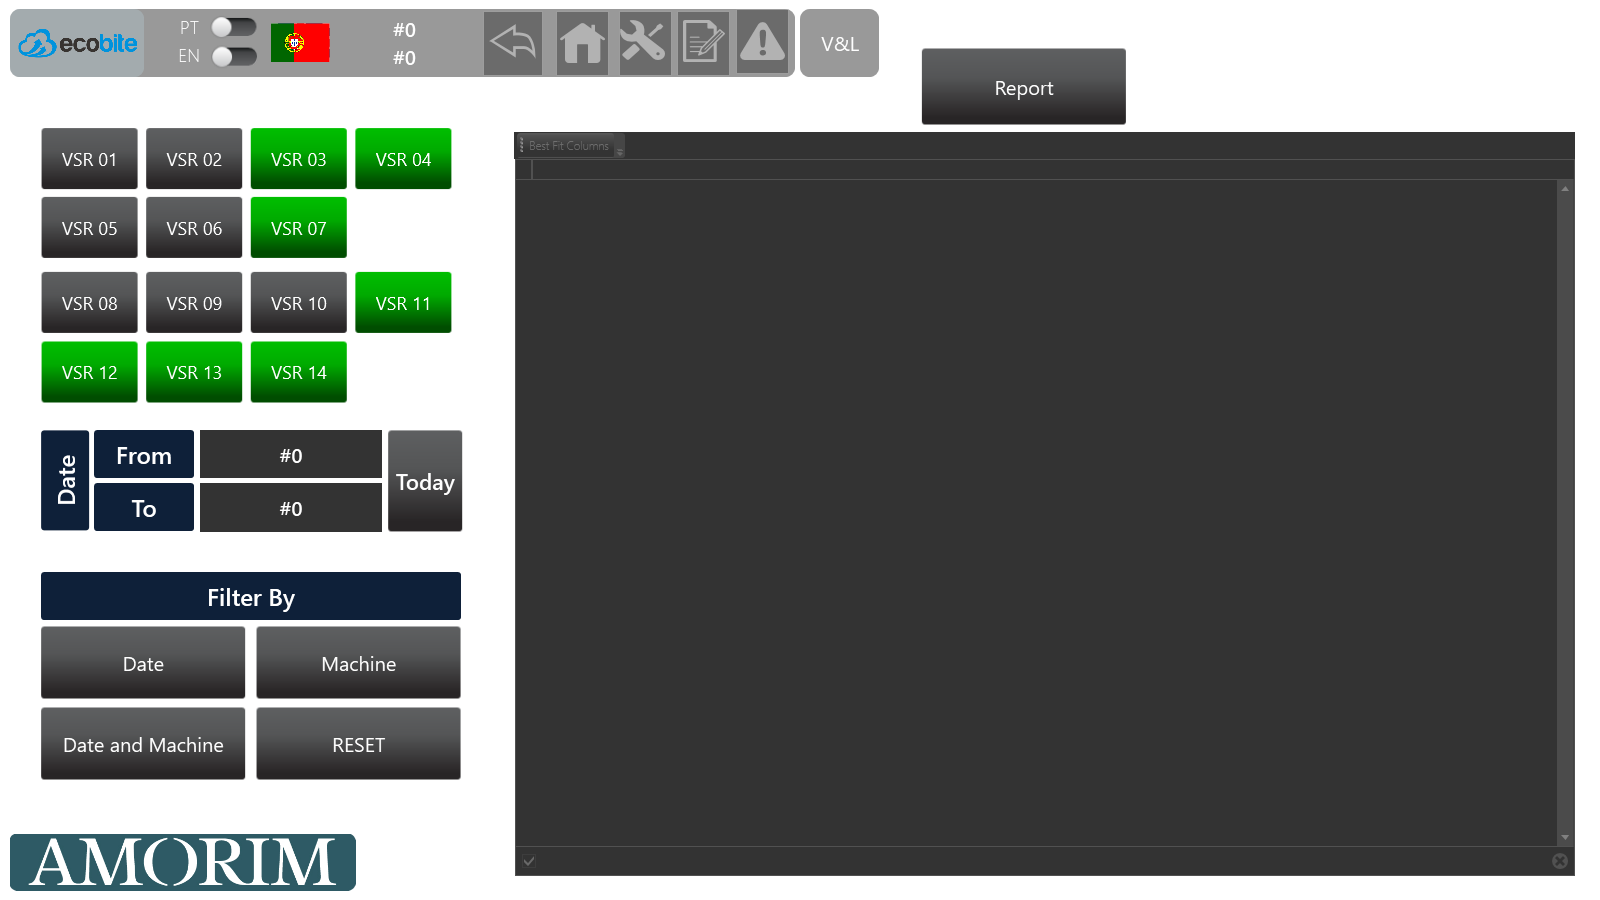 ecobite
PT
EN
#0
#0
V&L
Report
VSR 01
VSR 02
VSR 03
VSR 04
VSR 05
VSR 06
VSR 07
VSR 08
VSR 09
VSR 10
VSR 11
VSR 12
VSR 13
VSR 14
Best Fit Columns
Date
From
#0
To
#0
Today
Filter By
Date
Machine
Date and Machine
RESET
AMORIM